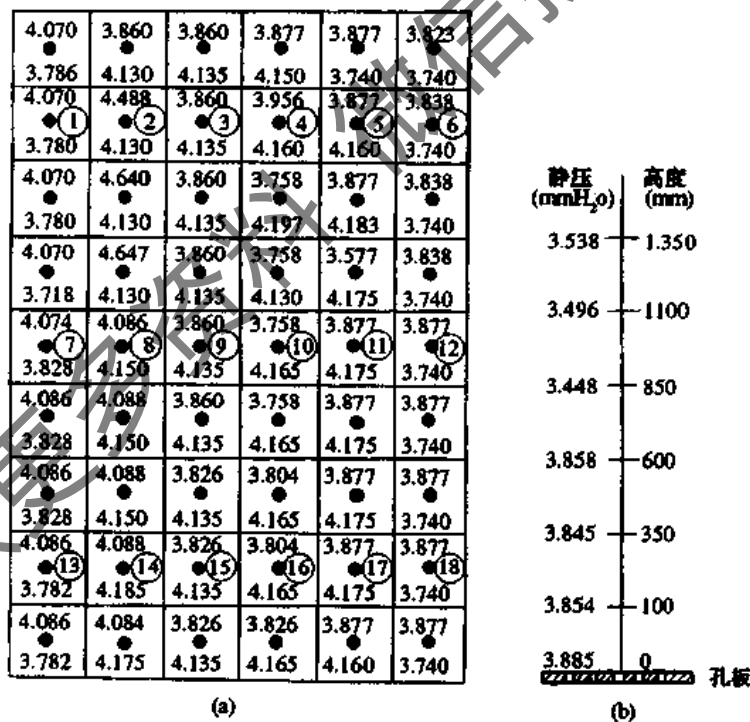 4.070 3.860 3.860 3.877 3.877 3.823
3.786 4.130 4.135 4.150 3.740 3.740
4.070 4.488 3.860 3.956 3.877 3.838
① ② ③ ④ ⑤ ⑥
3.780 4.130 4.135 4.160 4.160 3.740
4.070 4.640 3.860 3.758 3.877 3.838
3.780 4.130 4.135 4.197 4.183 3.740
4.070 4.647 3.860 3.758 3.577 3.838
3.718 4.130 4.135 4.130 4.175 3.740
4.074 4.086 3.860 3.758 3.877 3.877
⑦ ⑧ ⑨ ⑩ ⑪ ⑫
3.828 4.150 4.135 4.165 4.175 3.740
4.086 4.088 3.860 3.758 3.877 3.877
3.828 4.150 4.135 4.165 4.175 3.740
4.086 4.088 3.826 3.804 3.877 3.877
3.828 4.150 4.135 4.165 4.175 3.740
4.086 4.088 3.826 3.804 3.877 3.877
⑬ ⑭ ⑮ ⑯ ⑰ ⑱
3.782 4.185 4.135 4.165 4.175 3.740
4.086 4.084 3.826 3.826 3.877 3.877
3.782 4.175 4.135 4.165 4.160 3.740
(a)
静压 高度
(mmH₂o) (mm)
3.538 1.350
3.496 1100
3.448 850
3.858 600
3.845 350
3.854 100
3.885 0
孔板
(b)
更多资料 微信